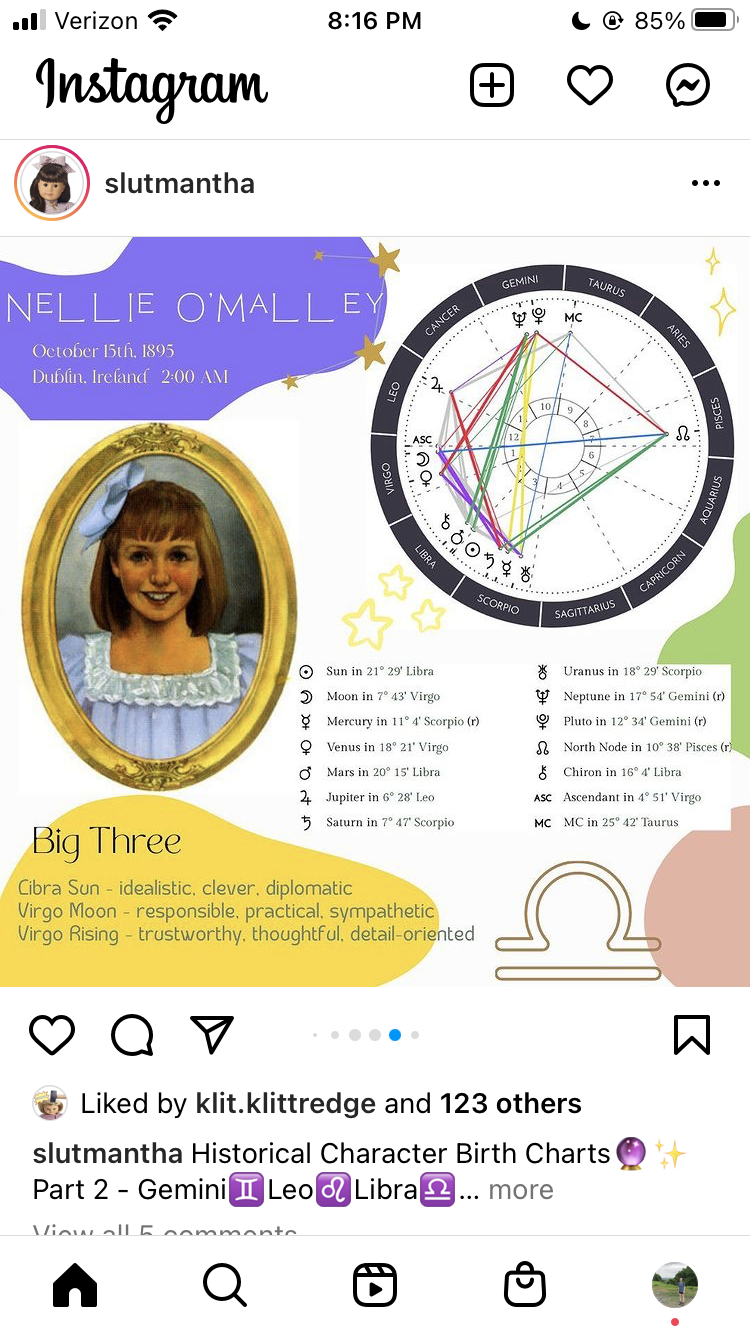 Verizon 8:16 PM 85%
Instagram
slutmantha
NELLIE O'MALLEY
October 15th, 1895
Dublin, Ireland 2:00 AM
GEMINI
TAURUS
CANCER
ARIES
LEO
PISCES
VIRGO
AQUARIUS
LIBRA
CAPRICORN
SCORPIO
SAGITTARIUS
MC
ASC
10
9
8
7
6
5
4
3
1
12
Sun in 21° 29' Libra
Moon in 7° 43' Virgo
Mercury in 11° 4' Scorpio (r)
Venus in 18° 21' Virgo
Mars in 20° 15' Libra
Jupiter in 6° 28' Leo
Saturn in 7° 47' Scorpio
Uranus in 18° 29' Scorpio
Neptune in 17° 54' Gemini (r)
Pluto in 12° 34' Gemini (r)
North Node in 10° 38' Pisces (r)
Chiron in 16° 4' Libra
ASC Ascendant in 4° 51' Virgo
MC MC in 25° 42' Taurus
Big Three
Libra Sun - idealistic, clever, diplomatic
Virgo Moon - responsible, practical, sympathetic
Virgo Rising - trustworthy, thoughtful, detail-oriented
Liked by klit.klittredge and 123 others
slutmantha Historical Character Birth Charts🔮✨
Part 2 - Gemini♊Leo♌Libra♎... more
View all 5 comments